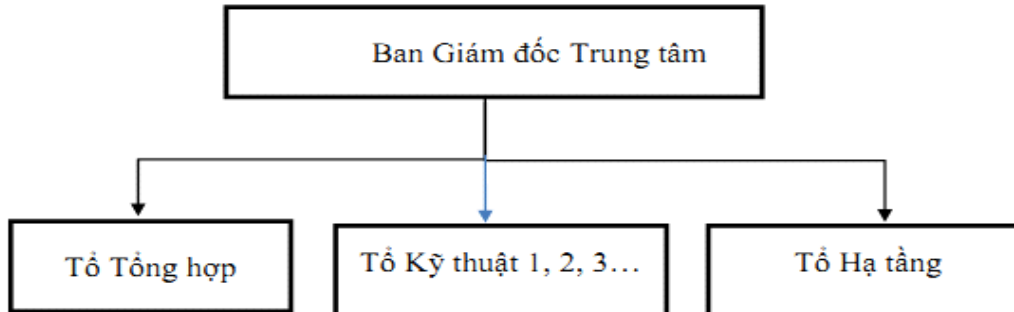 Ban Giám đốc Trung tâm
Tổ Tổng hợp
Tổ Kỹ thuật 1, 2, 3...
Tổ Hạ tầng